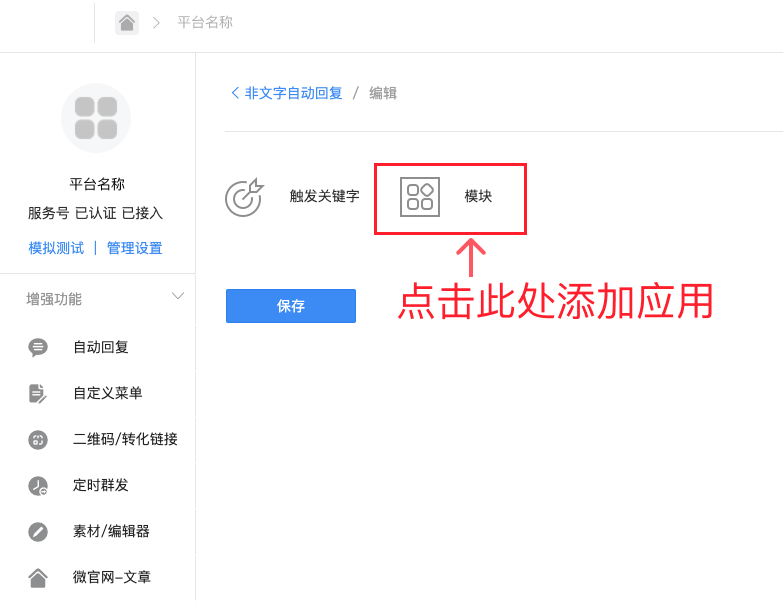 平台名称
非文字自动回复 / 编辑
平台名称
服务号 已认证 已接入
模拟测试 | 管理设置
触发关键字
模块
点击此处添加应用
保存
增强功能
自动回复
自定义菜单
二维码/转化链接
定时群发
素材/编辑器
微官网-文章